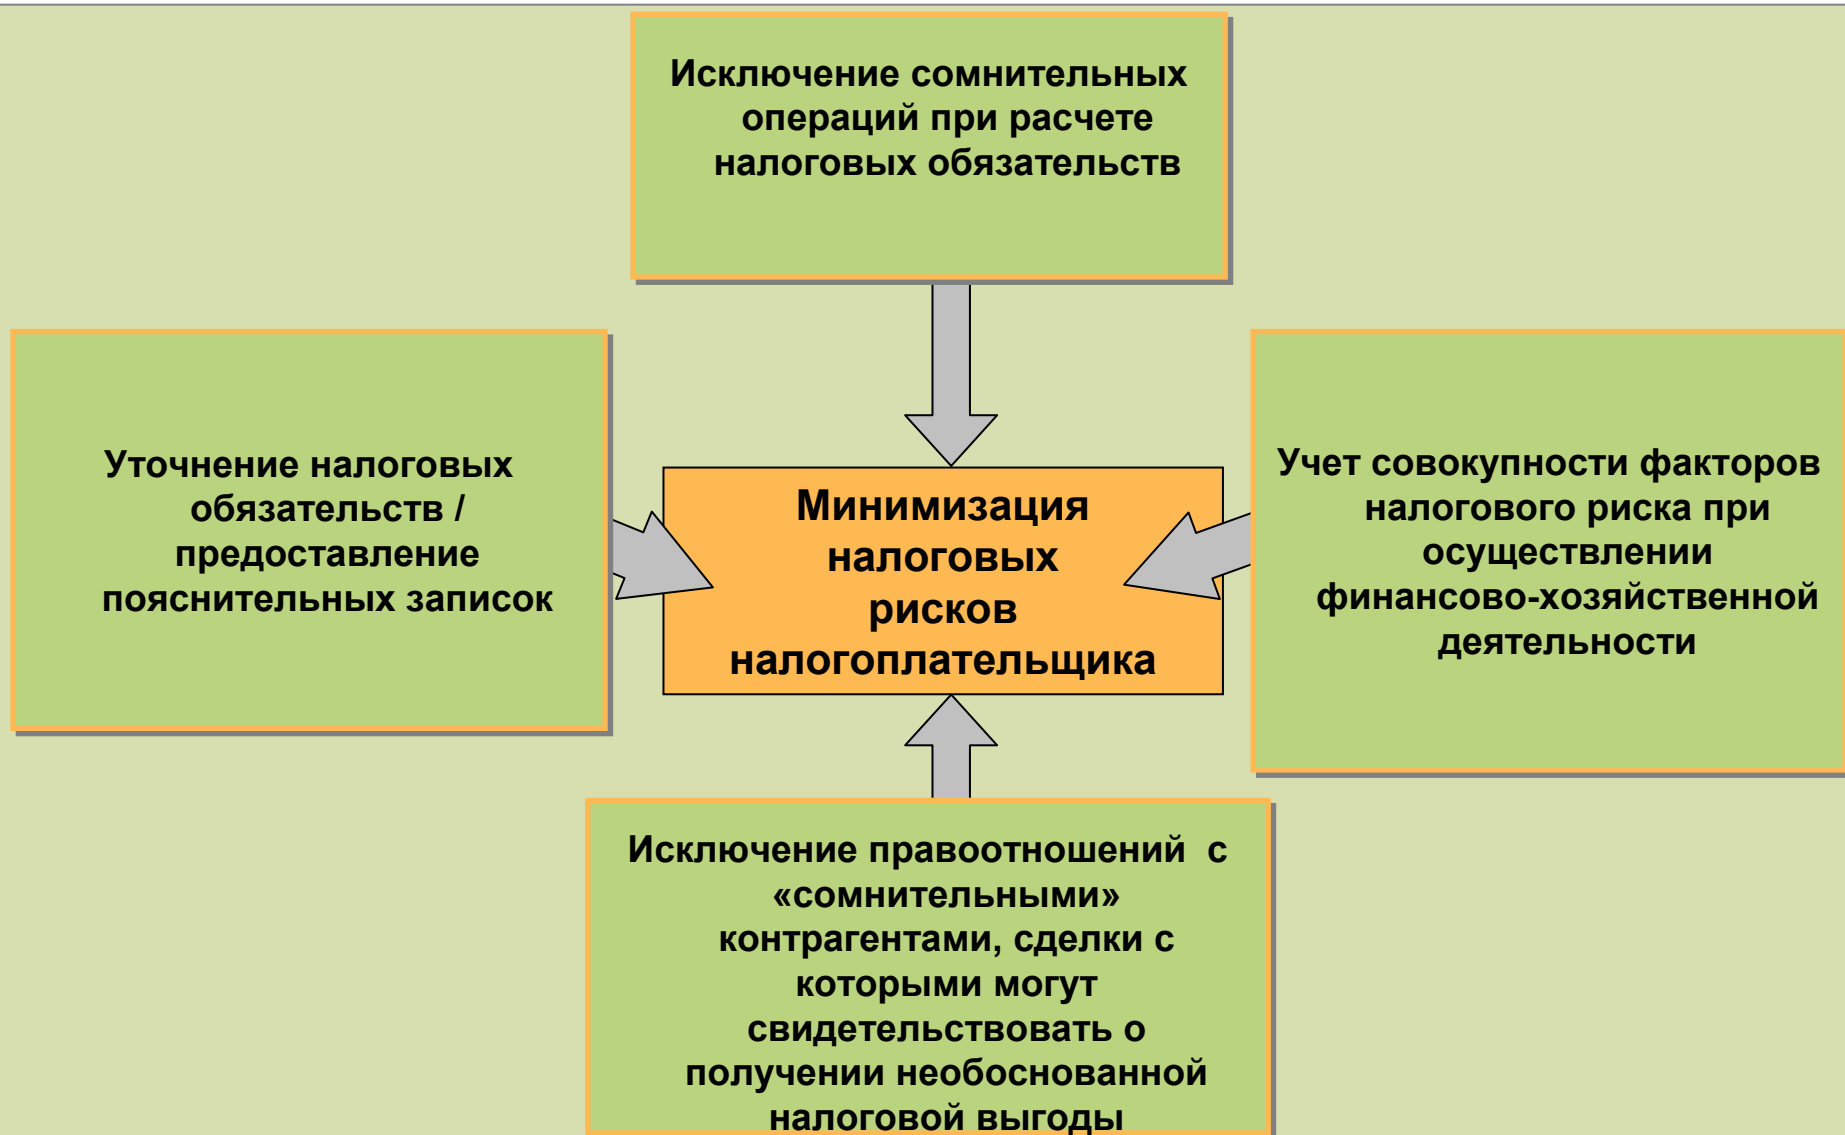 Исключение сомнительных
операций при расчете
налоговых обязательств
Уточнение налоговых
обязательств /
предоставление
пояснительных записок
Минимизация
налоговых
рисков
налогоплательщика
Учет совокупности факторов
налогового риска при
осуществлении
финансово-хозяйственной
деятельности
Исключение правоотношений с
«сомнительными»
контрагентами, сделки с
которыми могут
свидетельствовать о
получении необоснованной
налоговой выгоды